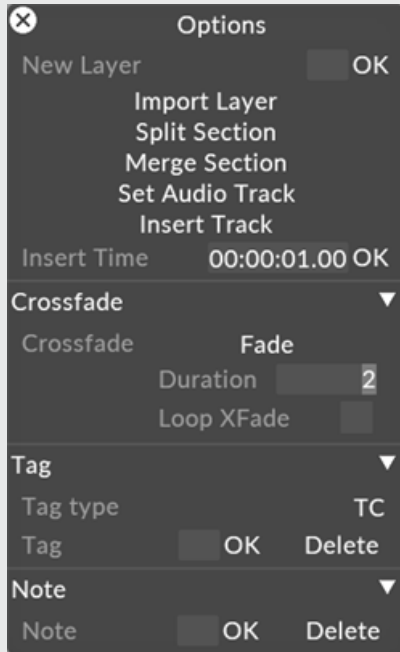 Options
New Layer OK
Import Layer
Split Section
Merge Section
Set Audio Track
Insert Track
Insert Time 00:00:01.00 OK
Crossfade
Crossfade Fade
Duration 2
Loop XFade
Tag
Tag type TC
Tag OK Delete
Note
Note OK Delete